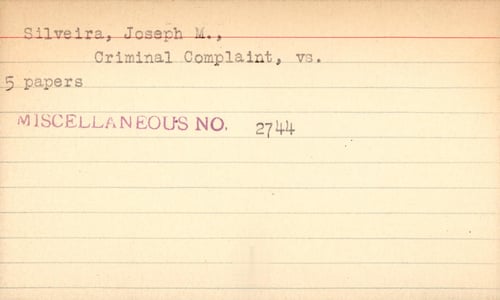 Silveira, Joseph M.,
Criminal Complaint, vs.
5 papers
MISCELLANEOUS NO. 2744